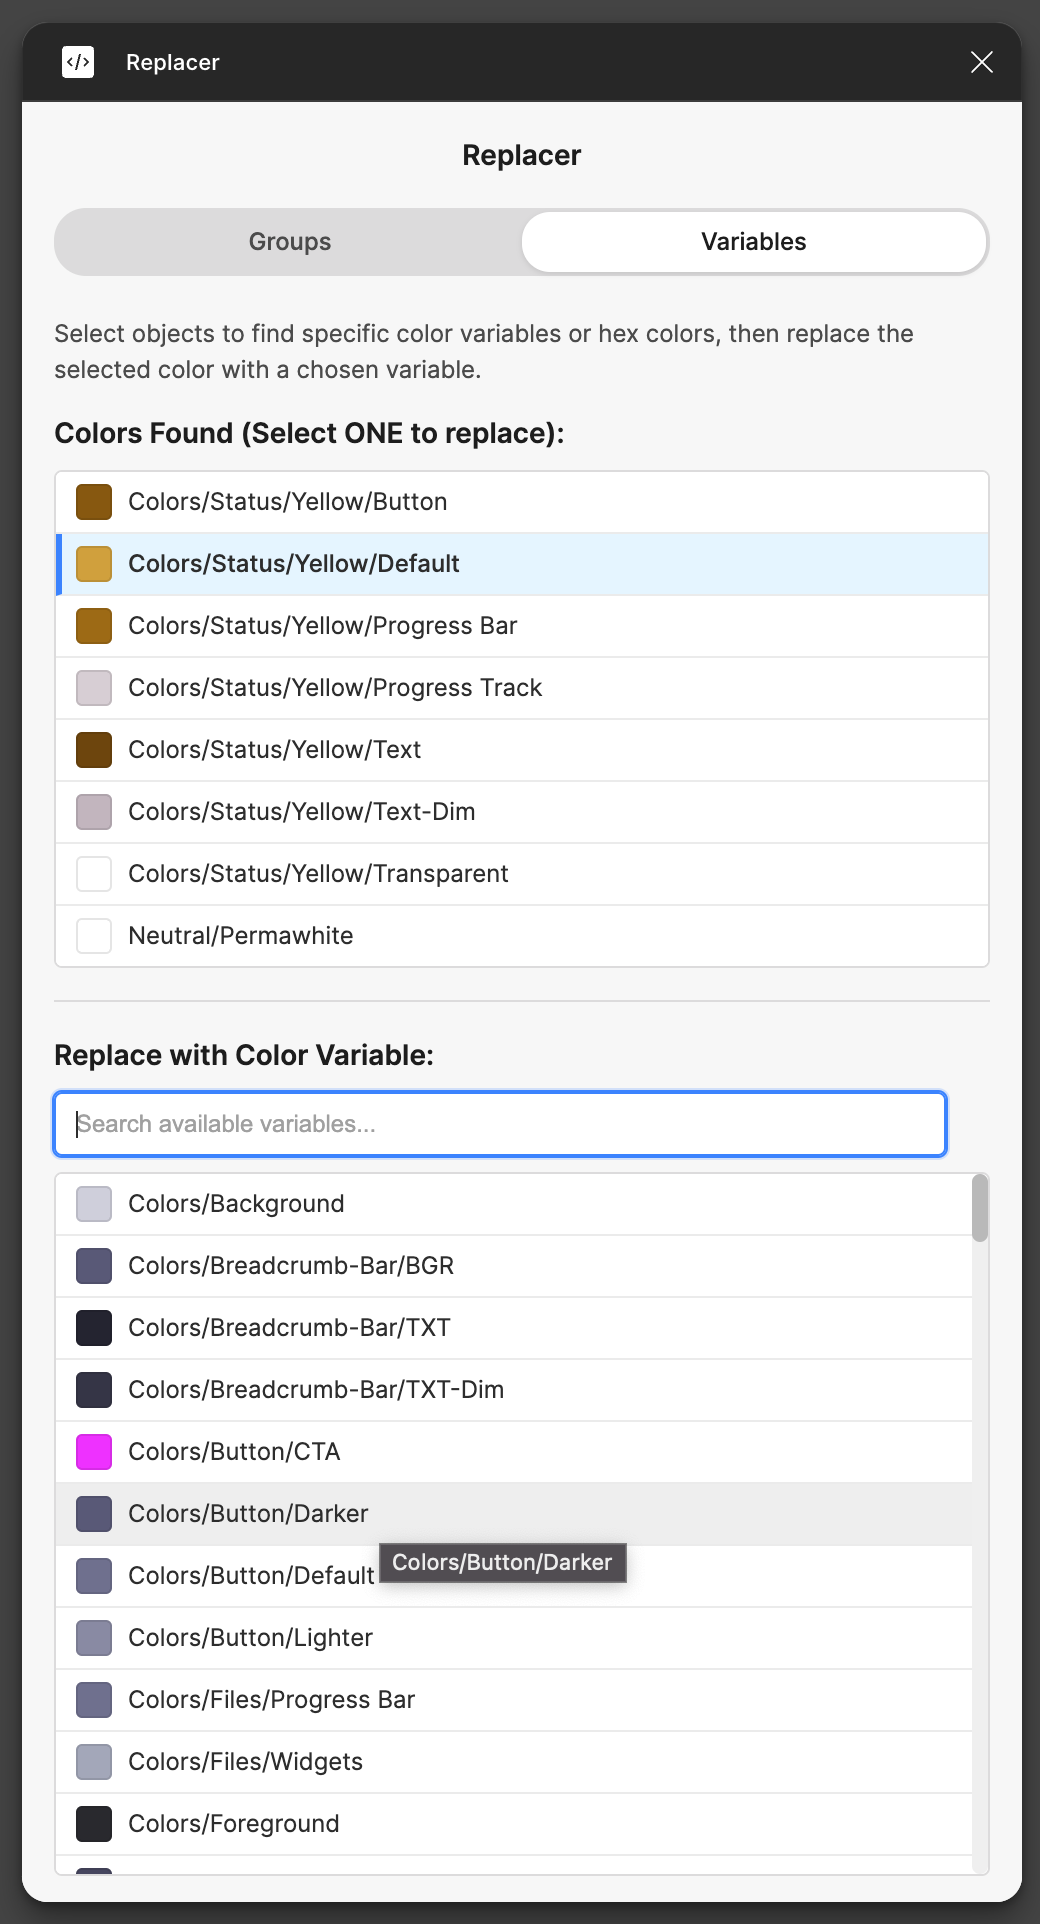 </> Replacer
Replacer
Groups Variables
Select objects to find specific color variables or hex colors, then replace the
selected color with a chosen variable.
Colors Found (Select ONE to replace):
Colors/Status/Yellow/Button
Colors/Status/Yellow/Default
Colors/Status/Yellow/Progress Bar
Colors/Status/Yellow/Progress Track
Colors/Status/Yellow/Text
Colors/Status/Yellow/Text-Dim
Colors/Status/Yellow/Transparent
Neutral/Permawhite
Replace with Color Variable:
Search available variables...
Colors/Background
Colors/Breadcrumb-Bar/BGR
Colors/Breadcrumb-Bar/TXT
Colors/Breadcrumb-Bar/TXT-Dim
Colors/Button/CTA
Colors/Button/Darker
Colors/Button/Darker
Colors/Button/Default
Colors/Button/Lighter
Colors/Files/Progress Bar
Colors/Files/Widgets
Colors/Foreground